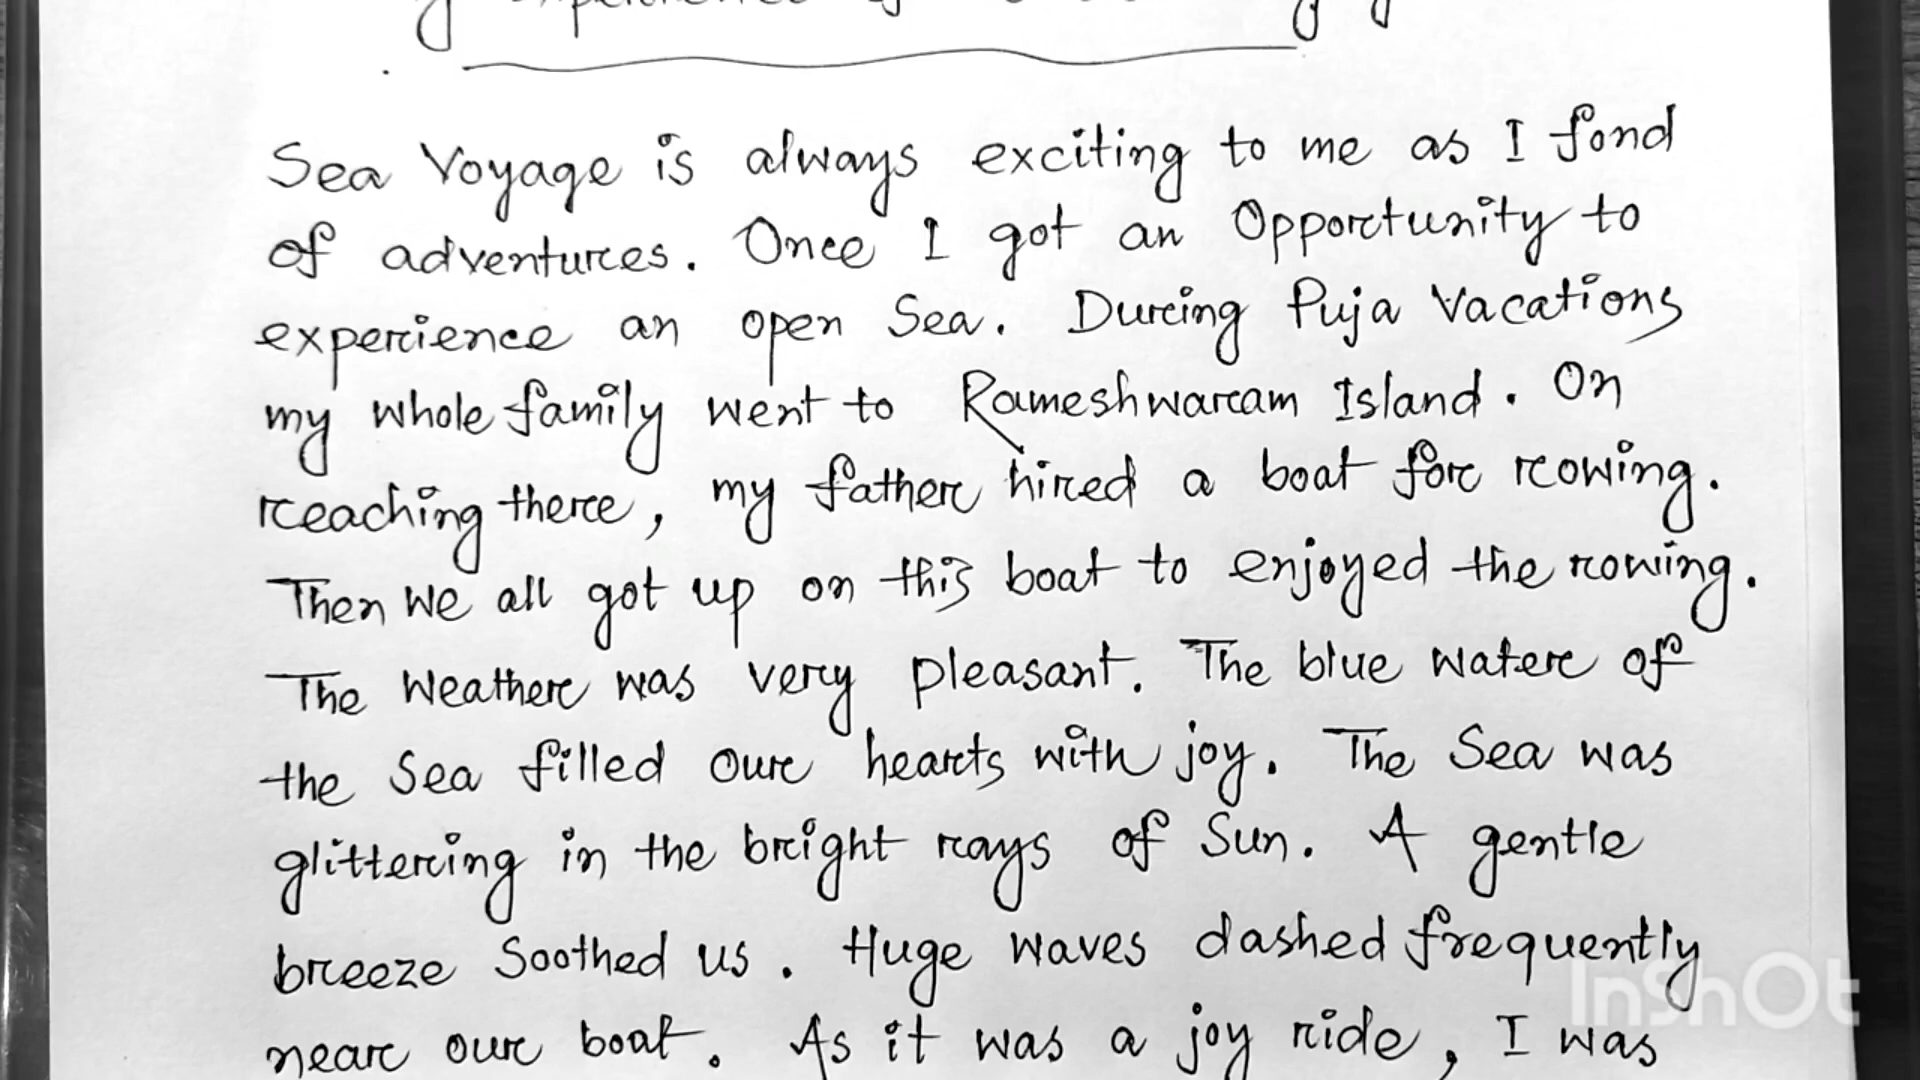 experience
Sea Voyage is always exciting to me as I fond
of adventures. Once I got an Opportunity to
experience an open Sea. During Puja Vacations
my whole family went to Rameshwaram Island. On
reaching there, my father hired a boat for rowing.
Then We all got up on this boat to enjoyed the rowing.
The Weather was very pleasant. The blue water of
the Sea filled our hearts with joy. The Sea was
glittering in the bright rays of Sun. A gentle
breeze Soothed us. Huge waves dashed frequently
near our boat. As it was a joy ride, I was
InShOt